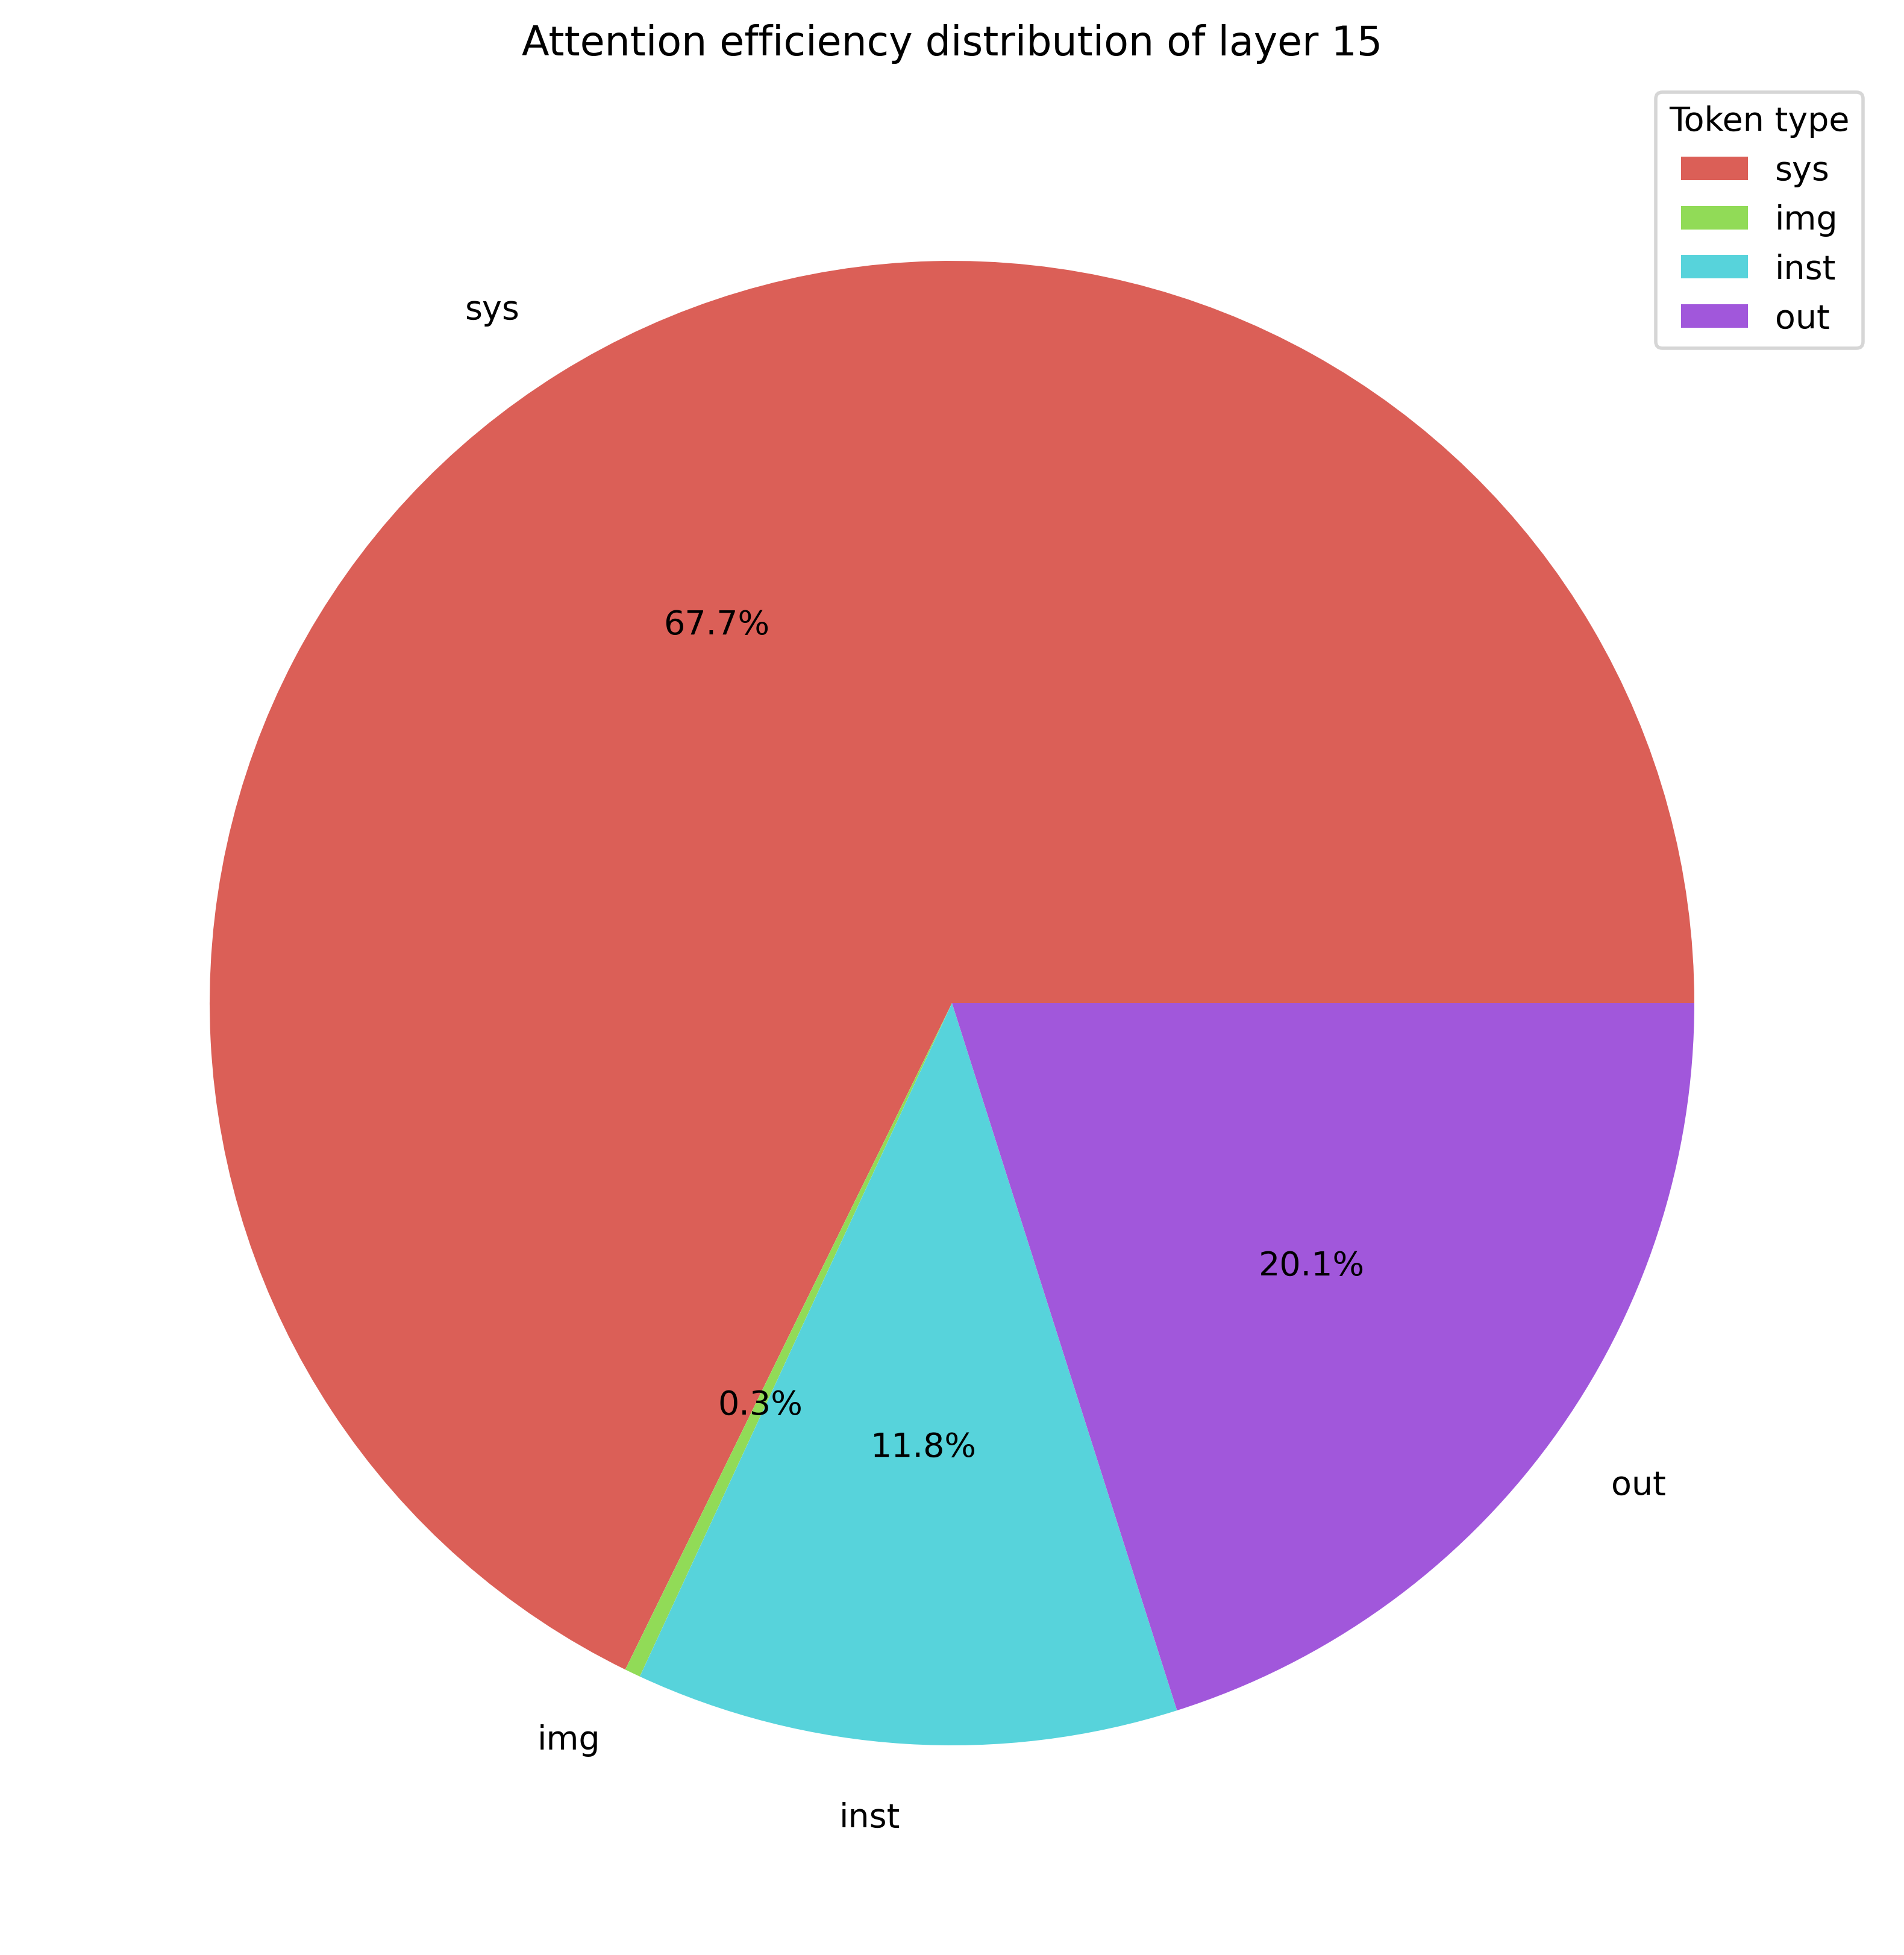 Attention efficiency distribution of layer 15
Token type
sys
img
inst
out
sys
67.7%
0.3%
11.8%
20.1%
out
img
inst